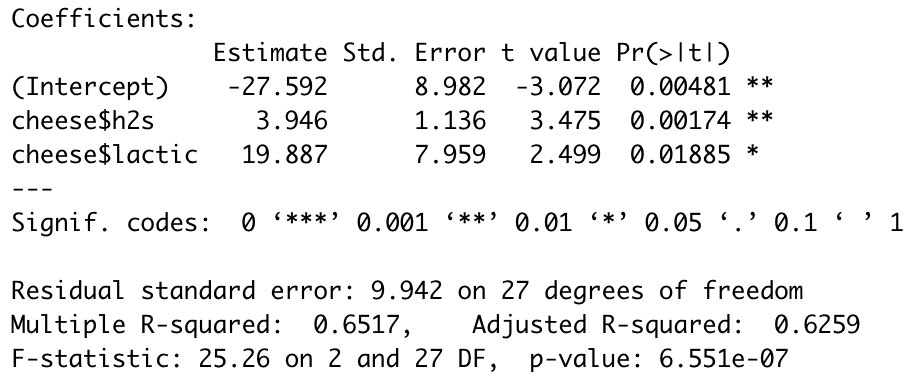 Coefficients:
Estimate Std. Error t value Pr(>|t|)
(Intercept) -27.592 8.982 -3.072 0.00481 **
cheese$h2s 3.946 1.136 3.475 0.00174 **
cheese$lactic 19.887 7.959 2.499 0.01885 *
---
Signif. codes: 0 ‘***’ 0.001 ‘**’ 0.01 ‘*’ 0.05 ‘.’ 0.1 ‘ ’ 1
Residual standard error: 9.942 on 27 degrees of freedom
Multiple R-squared: 0.6517, Adjusted R-squared: 0.6259
F-statistic: 25.26 on 2 and 27 DF, p-value: 6.551e-07